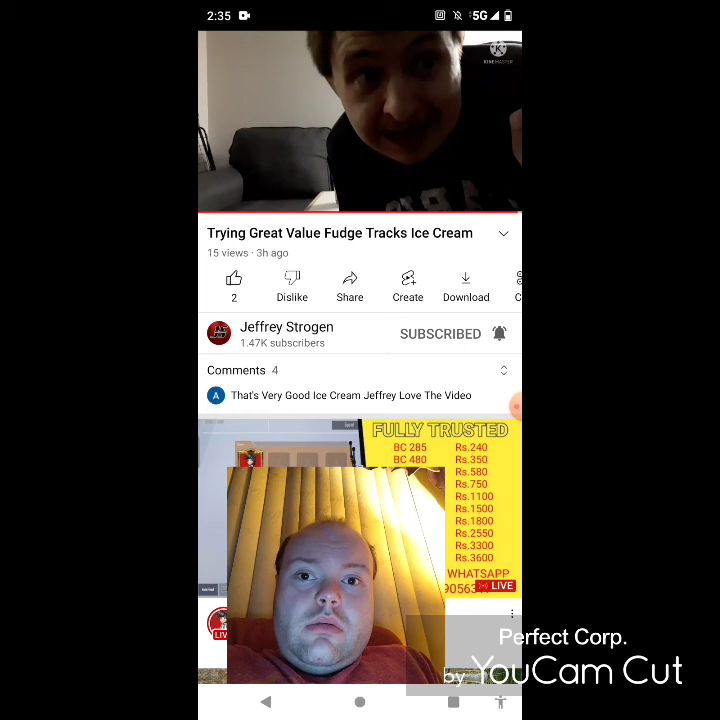 2:35
5G
KINEMASTER
Trying Great Value Fudge Tracks Ice Cream
15 views · 3h ago
2
Dislike
Share
Create
Download
C
Jeffrey Strogen
1.47K subscribers
SUBSCRIBED
Comments 4
A
That's Very Good Ice Cream Jeffrey Love The Video
FULLY TRUSTED
BC 285 Rs.240
BC 480 Rs.350
Rs.580
Rs.750
Rs.1100
Rs.1500
Rs.1800
Rs.2550
Rs.3300
Rs.3600
WHATSAPP
LIVE
Perfect Corp.
by YouCam Cut